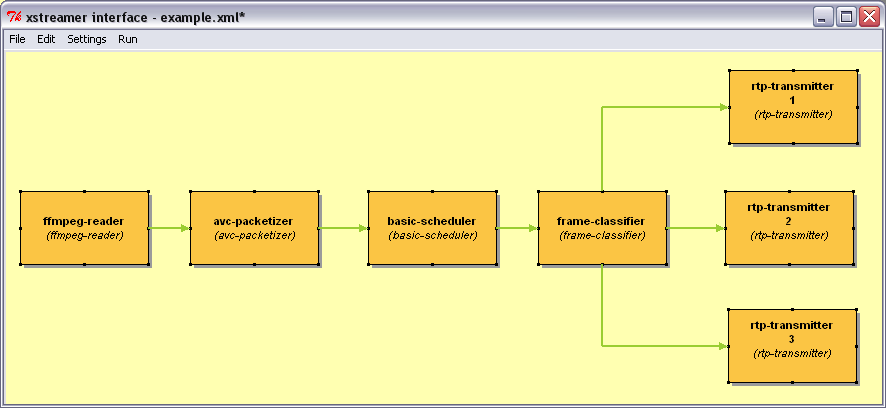 xstreamer interface - example.xml*
File Edit Settings Run
rtp-transmitter
1
(rtp-transmitter)
ffmpeg-reader
(ffmpeg-reader)
avc-packetizer
(avc-packetizer)
basic-scheduler
(basic-scheduler)
frame-classifier
(frame-classifier)
rtp-transmitter
2
(rtp-transmitter)
rtp-transmitter
3
(rtp-transmitter)